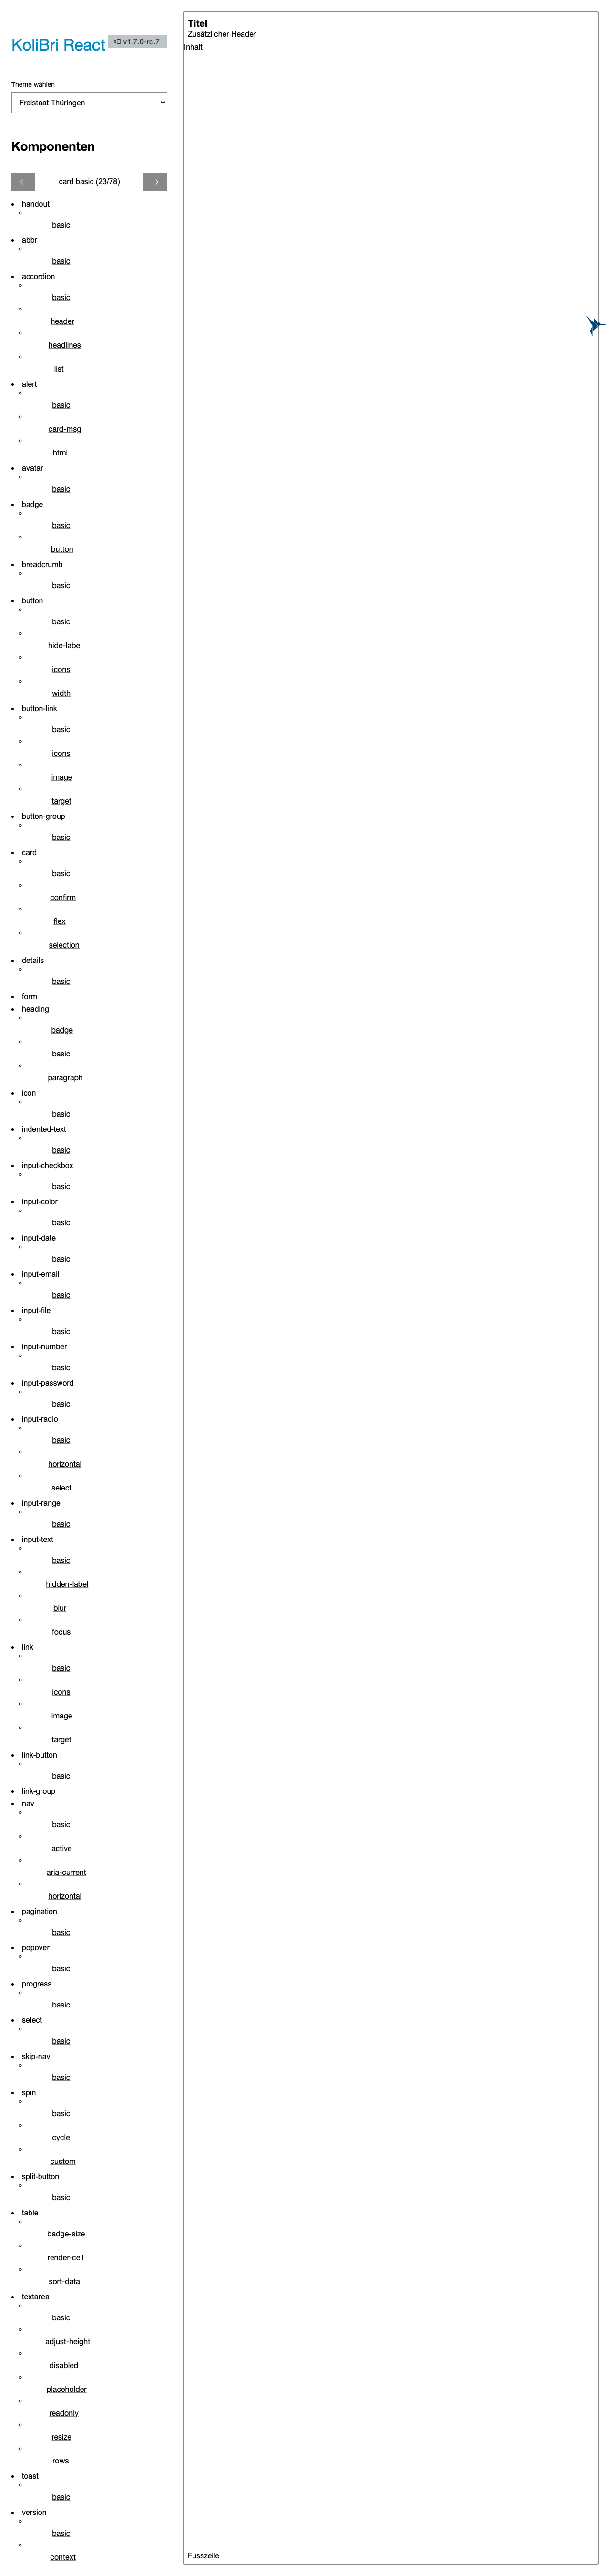 KoliBri React
v1.7.0-rc.7
Theme wählen
Freistaat Thüringen
Komponenten
card basic (23/78)
handout
basic
abbr
basic
accordion
basic
header
headlines
list
alert
basic
card-msg
html
avatar
basic
badge
basic
button
breadcrumb
basic
button
basic
hide-label
icons
width
button-link
basic
icons
image
target
button-group
basic
card
basic
confirm
flex
selection
details
basic
form
heading
badge
basic
paragraph
icon
basic
indented-text
basic
input-checkbox
basic
input-color
basic
input-date
basic
input-email
basic
input-file
basic
input-number
basic
input-password
basic
input-radio
basic
horizontal
select
input-range
basic
input-text
basic
hidden-label
blur
focus
link
basic
icons
image
target
link-button
basic
link-group
nav
basic
active
aria-current
horizontal
pagination
basic
popover
basic
progress
basic
select
basic
skip-nav
basic
spin
basic
cycle
custom
split-button
basic
table
badge-size
render-cell
sort-data
textarea
basic
adjust-height
disabled
placeholder
readonly
resize
rows
toast
basic
version
basic
context
Titel
Zusätzlicher Header
Inhalt
Fusszeile